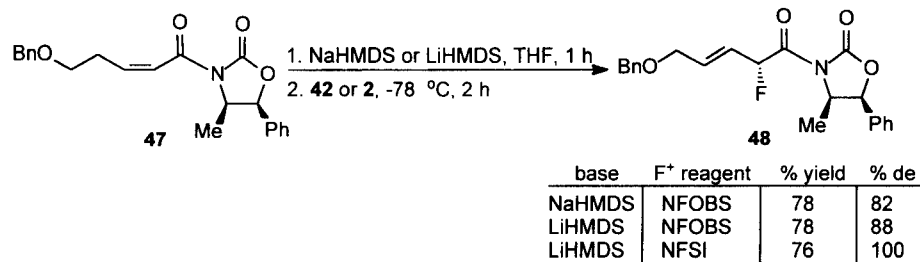 BnO
O
O
N
O
Me
Ph
47
1. NaHMDS or LiHMDS, THF, 1 h
2. 42 or 2, -78 °C, 2 h
BnO
O
O
N
O
F
Me
Ph
48
base F⁺ reagent % yield % de
NaHMDS NFOBS 78 82
LiHMDS NFOBS 78 88
LiHMDS NFSI 76 100